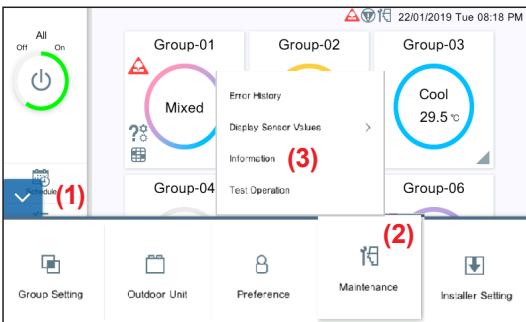 22/01/2019 Tue 08:18 PM
All
Off On
Group-01
Group-02
Group-03
Mixed
Cool
29.5 °C
Error History
Display Sensor Values >
Information (3)
Test Operation
Schedule
(1)
Group-04
Group-06
(2)
Group Setting
Outdoor Unit
Preference
Maintenance
Installer Setting